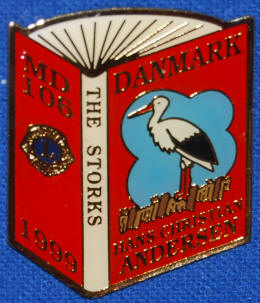 MD
106
1999
THE STORKS
DANMARK
HANS CHRISTIAN
ANDERSEN